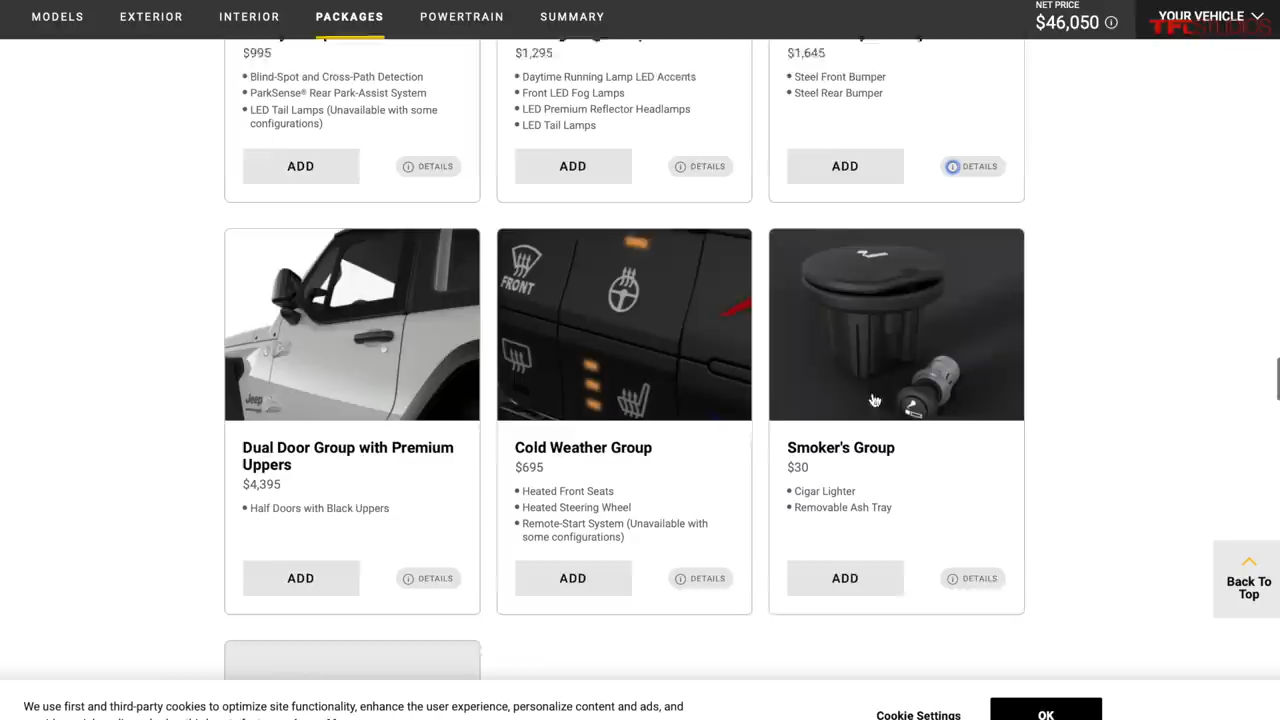 MODELS EXTERIOR INTERIOR PACKAGES POWERTRAIN SUMMARY
NET PRICE
$46,050
YOUR VEHICLE
TFLSTUDIOS
$995
• Blind-Spot and Cross-Path Detection
• ParkSense® Rear Park-Assist System
• LED Tail Lamps (Unavailable with some
configurations)
ADD DETAILS
$1,295
• Daytime Running Lamp LED Accents
• Front LED Fog Lamps
• LED Premium Reflector Headlamps
• LED Tail Lamps
ADD DETAILS
$1,645
• Steel Front Bumper
• Steel Rear Bumper
ADD DETAILS
Jeep
Dual Door Group with Premium
Uppers
$4,395
• Half Doors with Black Uppers
ADD DETAILS
FRONT
Cold Weather Group
$695
• Heated Front Seats
• Heated Steering Wheel
• Remote-Start System (Unavailable with
some configurations)
ADD DETAILS
Smoker's Group
$30
• Cigar Lighter
• Removable Ash Tray
ADD DETAILS
Back To
Top
We use first and third-party cookies to optimize site functionality, enhance the user experience, personalize content and ads, and
Cookie Settings
OK